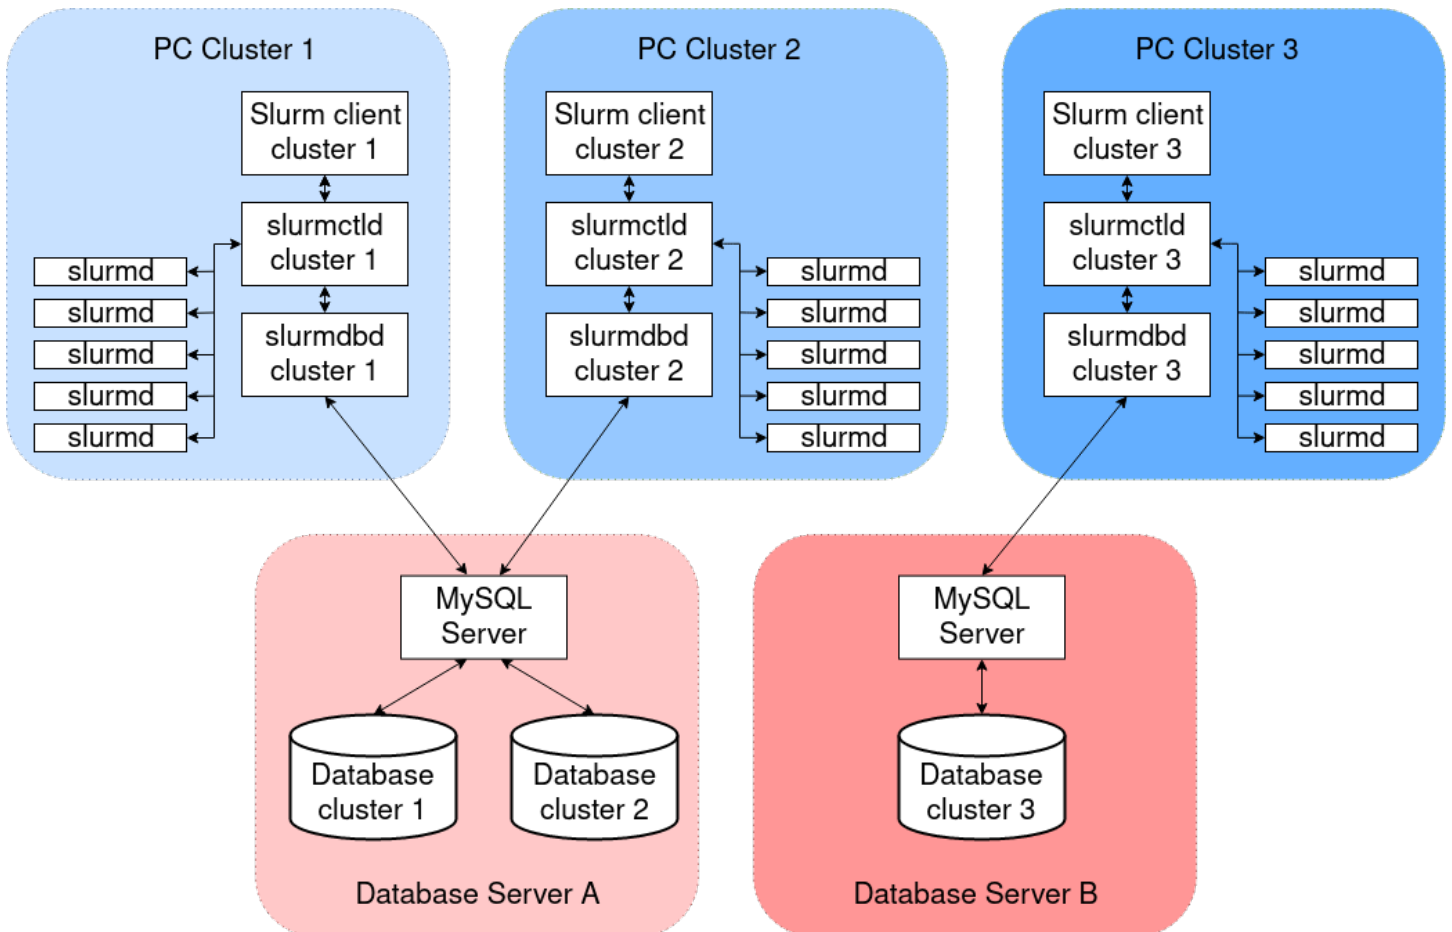 PC Cluster 1
Slurm client
cluster 1
slurmctld
cluster 1
slurmd
slurmd
slurmd
slurmd
slurmd
slurmdbd
cluster 1
PC Cluster 2
Slurm client
cluster 2
slurmctld
cluster 2
slurmd
slurmd
slurmd
slurmd
slurmd
slurmdbd
cluster 2
PC Cluster 3
Slurm client
cluster 3
slurmctld
cluster 3
slurmd
slurmd
slurmd
slurmd
slurmd
slurmdbd
cluster 3
MySQL
Server
Database
cluster 1
Database
cluster 2
Database Server A
MySQL
Server
Database
cluster 3
Database Server B